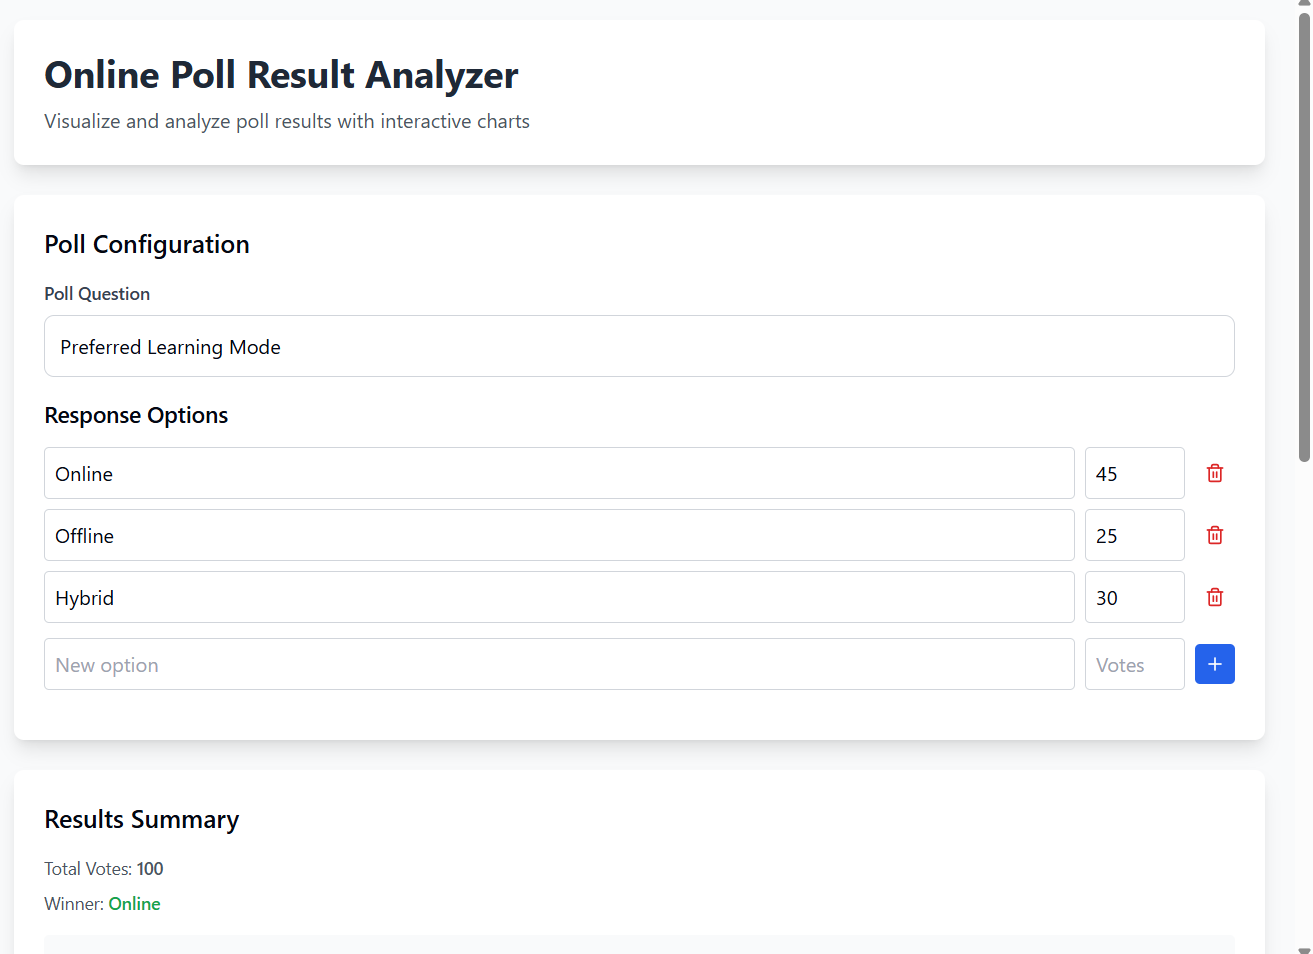 Online Poll Result Analyzer
Visualize and analyze poll results with interactive charts
Poll Configuration
Poll Question
Preferred Learning Mode
Response Options
Online 45
Offline 25
Hybrid 30
New option Votes
Results Summary
Total Votes: 100
Winner: Online